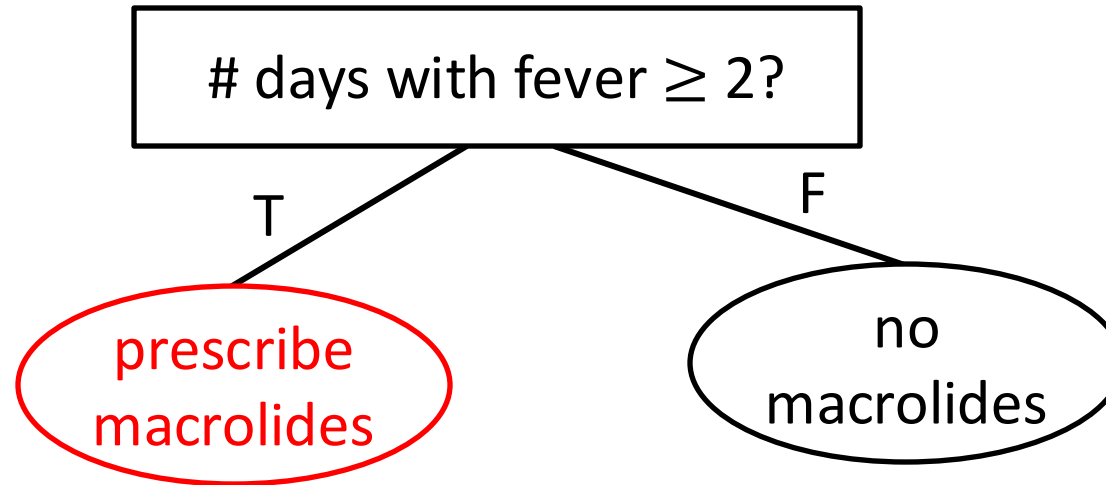 # days with fever ≥ 2?
T
F
prescribe
macrolides
no
macrolides